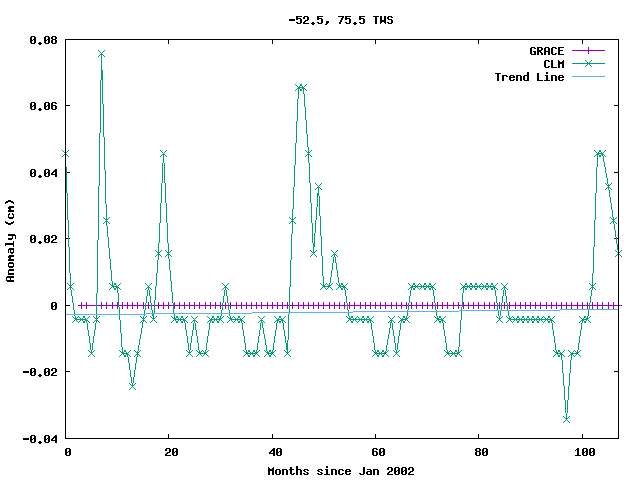 -52.5, 75.5 TWS
GRACE
CLM
Trend Line
0.08
0.06
0.04
0.02
0
-0.02
-0.04
Anomaly (cm)
0 20 40 60 80 100
Months since Jan 2002